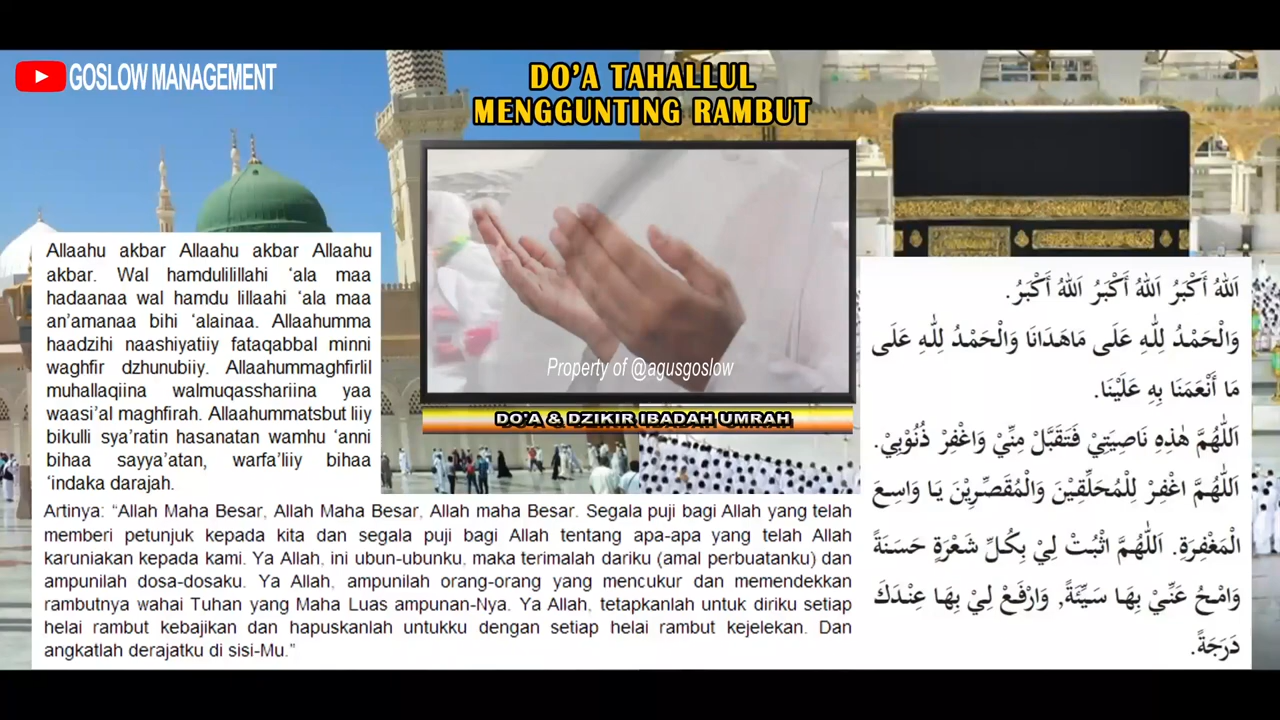 GOSLOW MANAGEMENT
DO'A TAHALLUL
MENGGUNTING RAMBUT
Property of @agusgoslow
DO'A & DZIKIR IBADAH UMRAH
Allaahu akbar Allaahu akbar Allaahu
akbar. Wal hamdulilillahi ‘ala maa
hadaanaa wal hamdu lillaahi ‘ala maa
an’amanaa bihi ‘alainaa. Allaahumma
haadzihi naashiyatiiy fataqabbal minni
waghfir dzhunubiiy. Allaahummaghfirlil
muhallaqiina walmuqasshariina yaa
waasi’al maghfirah. Allaahummatsbut liiy
bikulli sya’ratin hasanatan wamhu ‘anni
bihaa sayya’atan, warfa’liiy bihaa
‘indaka darajah.
Artinya: “Allah Maha Besar, Allah Maha Besar, Allah maha Besar. Segala puji bagi Allah yang telah
memberi petunjuk kepada kita dan segala puji bagi Allah tentang apa-apa yang telah Allah
karuniakan kepada kami. Ya Allah, ini ubun-ubunku, maka terimalah dariku (amal perbuatanku) dan
ampunilah dosa-dosaku. Ya Allah, ampunilah orang-orang yang mencukur dan memendekkan
rambutnya wahai Tuhan yang Maha Luas ampunan-Nya. Ya Allah, tetapkanlah untuk diriku setiap
helai rambut kebajikan dan hapuskanlah untukku dengan setiap helai rambut kejelekan. Dan
angkatlah derajatku di sisi-Mu.”
اَللهُ أَكْبَرُ اَللهُ أَكْبَرُ اَللهُ أَكْبَرُ.
وَالْحَمْدُ لِلّٰهِ عَلَى مَاهَدَانَا وَالْحَمْدُ لِلّٰهِ عَلَى
مَا أَنْعَمَنَا بِهِ عَلَيْنَا.
اَللّٰهُمَّ هٰذِهِ نَاصِيَتِيْ فَتَقَبَّلْ مِنِّيْ وَاغْفِرْ ذُنُوْبِيْ.
اَللّٰهُمَّ اغْفِرْ لِلْمُحَلِّقِيْنَ وَالْمُقَصِّرِيْنَ يَا وَاسِعَ
الْمَغْفِرَةِ. اَللّٰهُمَّ اثْبُتْ لِيْ بِكُلِّ شَعْرَةٍ حَسَنَةً
وَامْحُ عَنِّيْ بِهَا سَيِّئَةً, وَارْفَعْ لِيْ بِهَا عِنْدَكَ
دَرَجَةً.